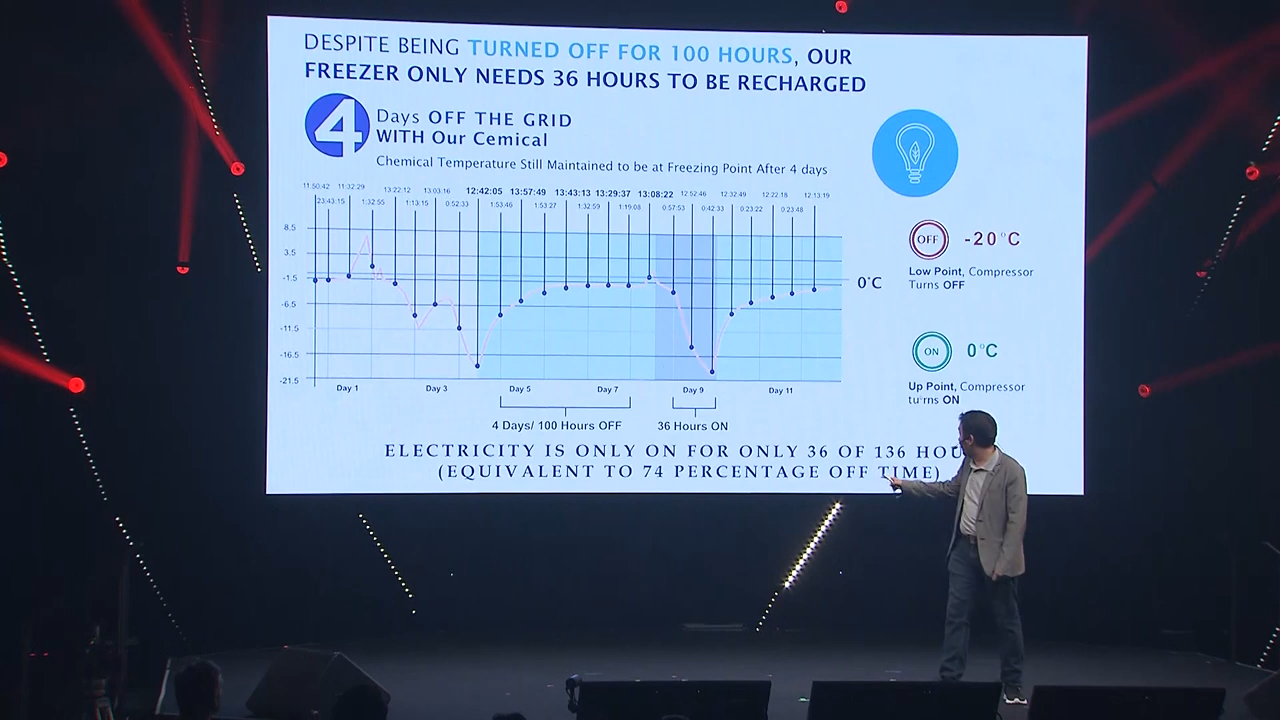 DESPITE BEING TURNED OFF FOR 100 HOURS, OUR
FREEZER ONLY NEEDS 36 HOURS TO BE RECHARGED
4 Days OFF THE GRID
WITH Our Cemical
Chemical Temperature Still Maintained to be at Freezing Point After 4 days
11.50:42 11:32.29 13:22.12 13:03:16 12:42:05 13:57:49 13:43:13 13:29:37 13:08:22 12:52:46 12:32:49 12:22.18 12:13:19
23:43:15 1:32:55 1:13:15 0:52:33 1:53:46 1:53:27 1:32:59 1:19:08 0:57:53 0:42:33 0:23:22 0:23:48
8.5
3.5
-1.5
-6.5
-11.5
-16.5
-21.5
0°C
Day 1 Day 3 Day 5 Day 7 Day 9 Day 11
4 Days/ 100 Hours OFF 36 Hours ON
OFF -20°C
Low Point, Compressor
Turns OFF
ON 0°C
Up Point, Compressor
turns ON
ELECTRICITY IS ONLY ON FOR ONLY 36 OF 136 HOU
(EQUIVALENT TO 74 PERCENTAGE OFF TIME)